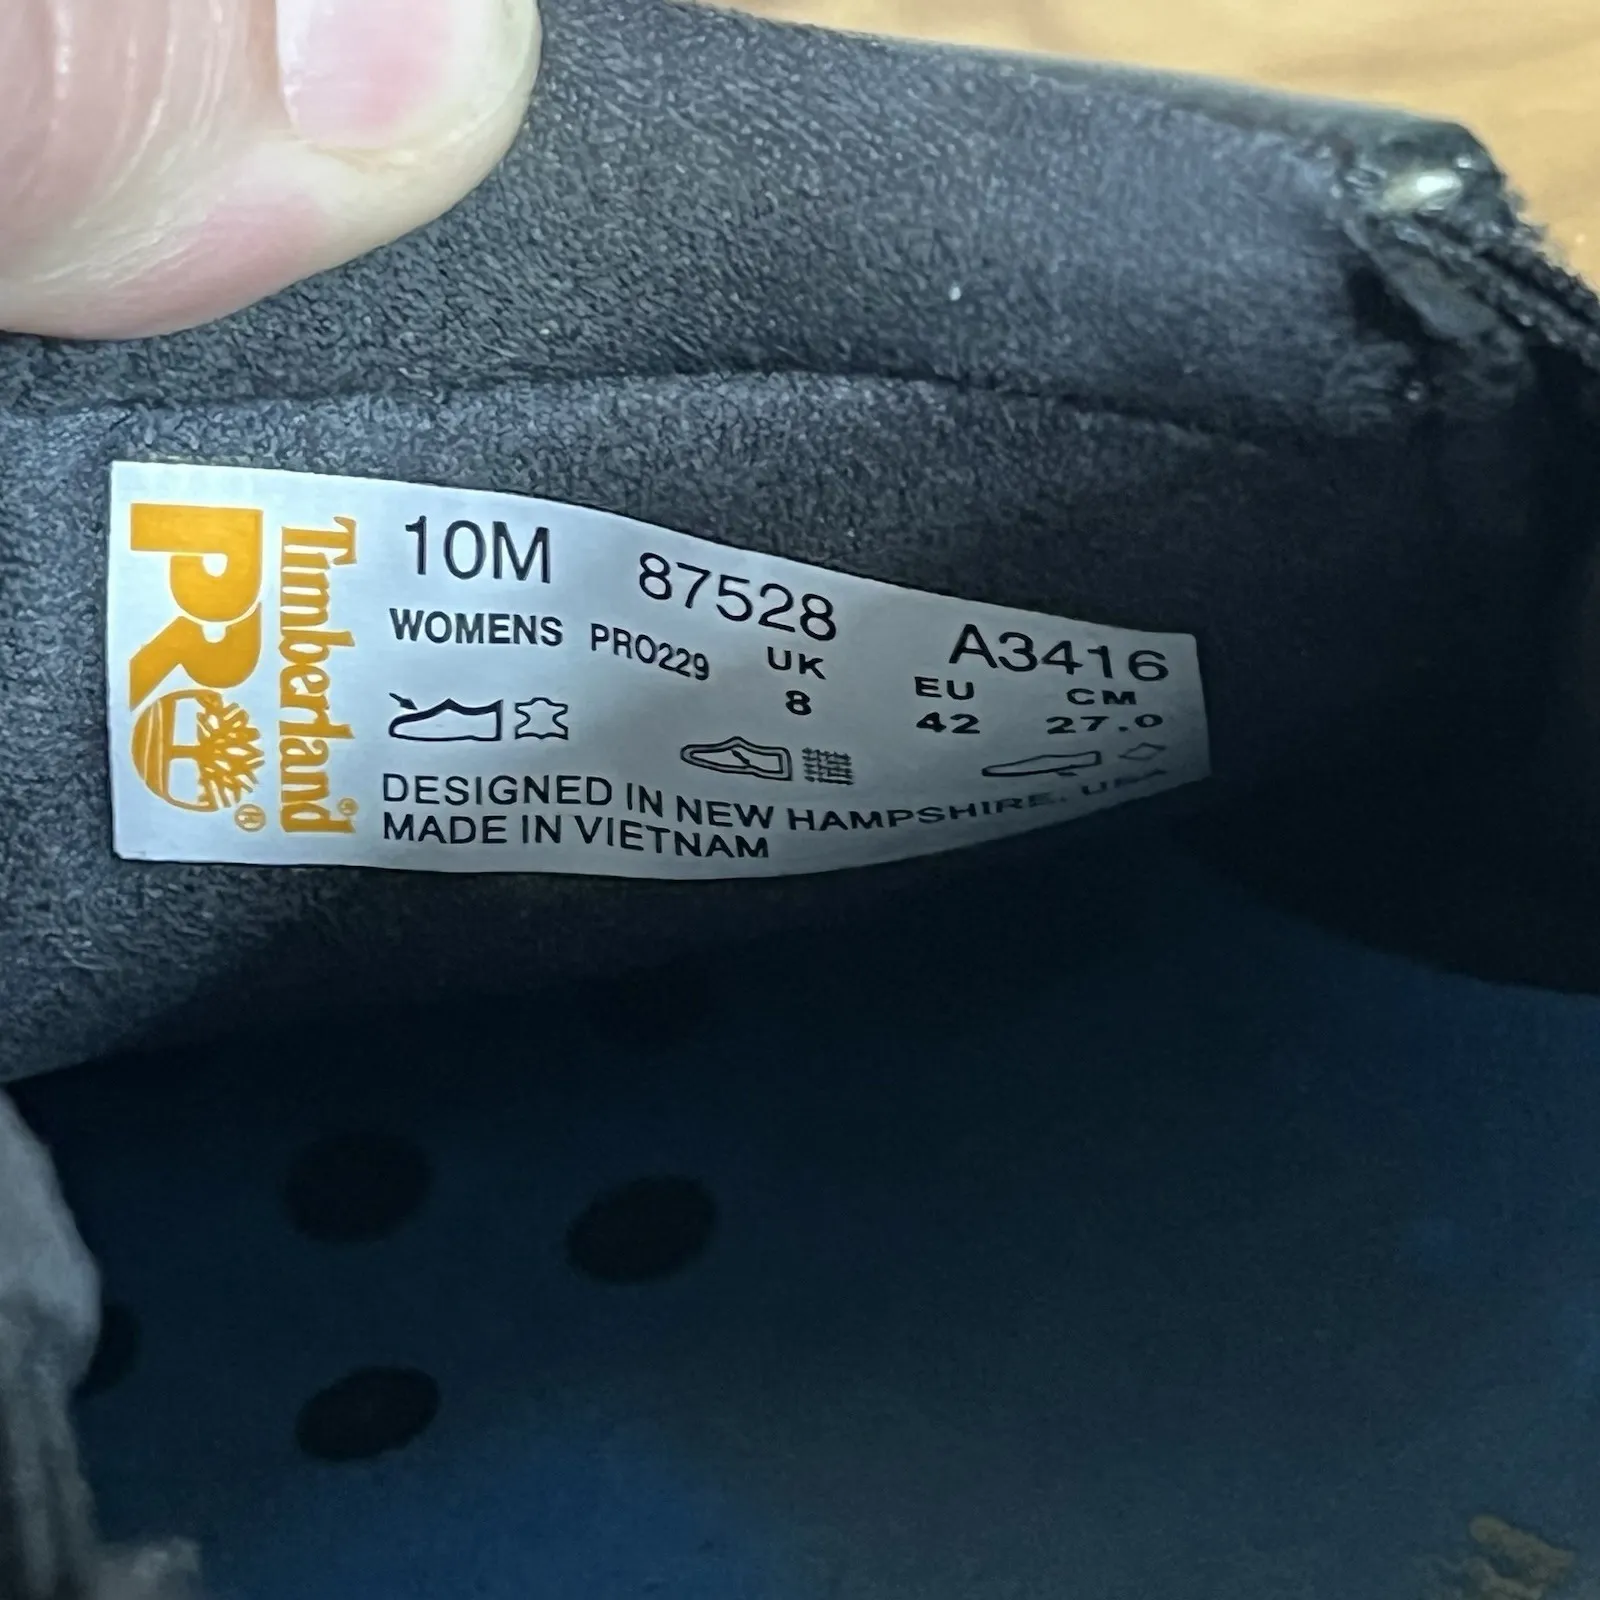 Timberland®
PRO®
10M 87528 A3416
WOMENS PRO229 UK EU CM
8 42 27.0
DESIGNED IN NEW HAMPSHIRE, USA
MADE IN VIETNAM